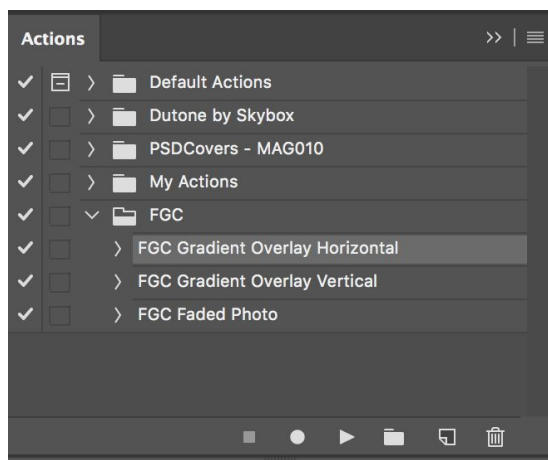 Actions
Default Actions
Dutone by Skybox
PSDCovers - MAG010
My Actions
FGC
FGC Gradient Overlay Horizontal
FGC Gradient Overlay Vertical
FGC Faded Photo